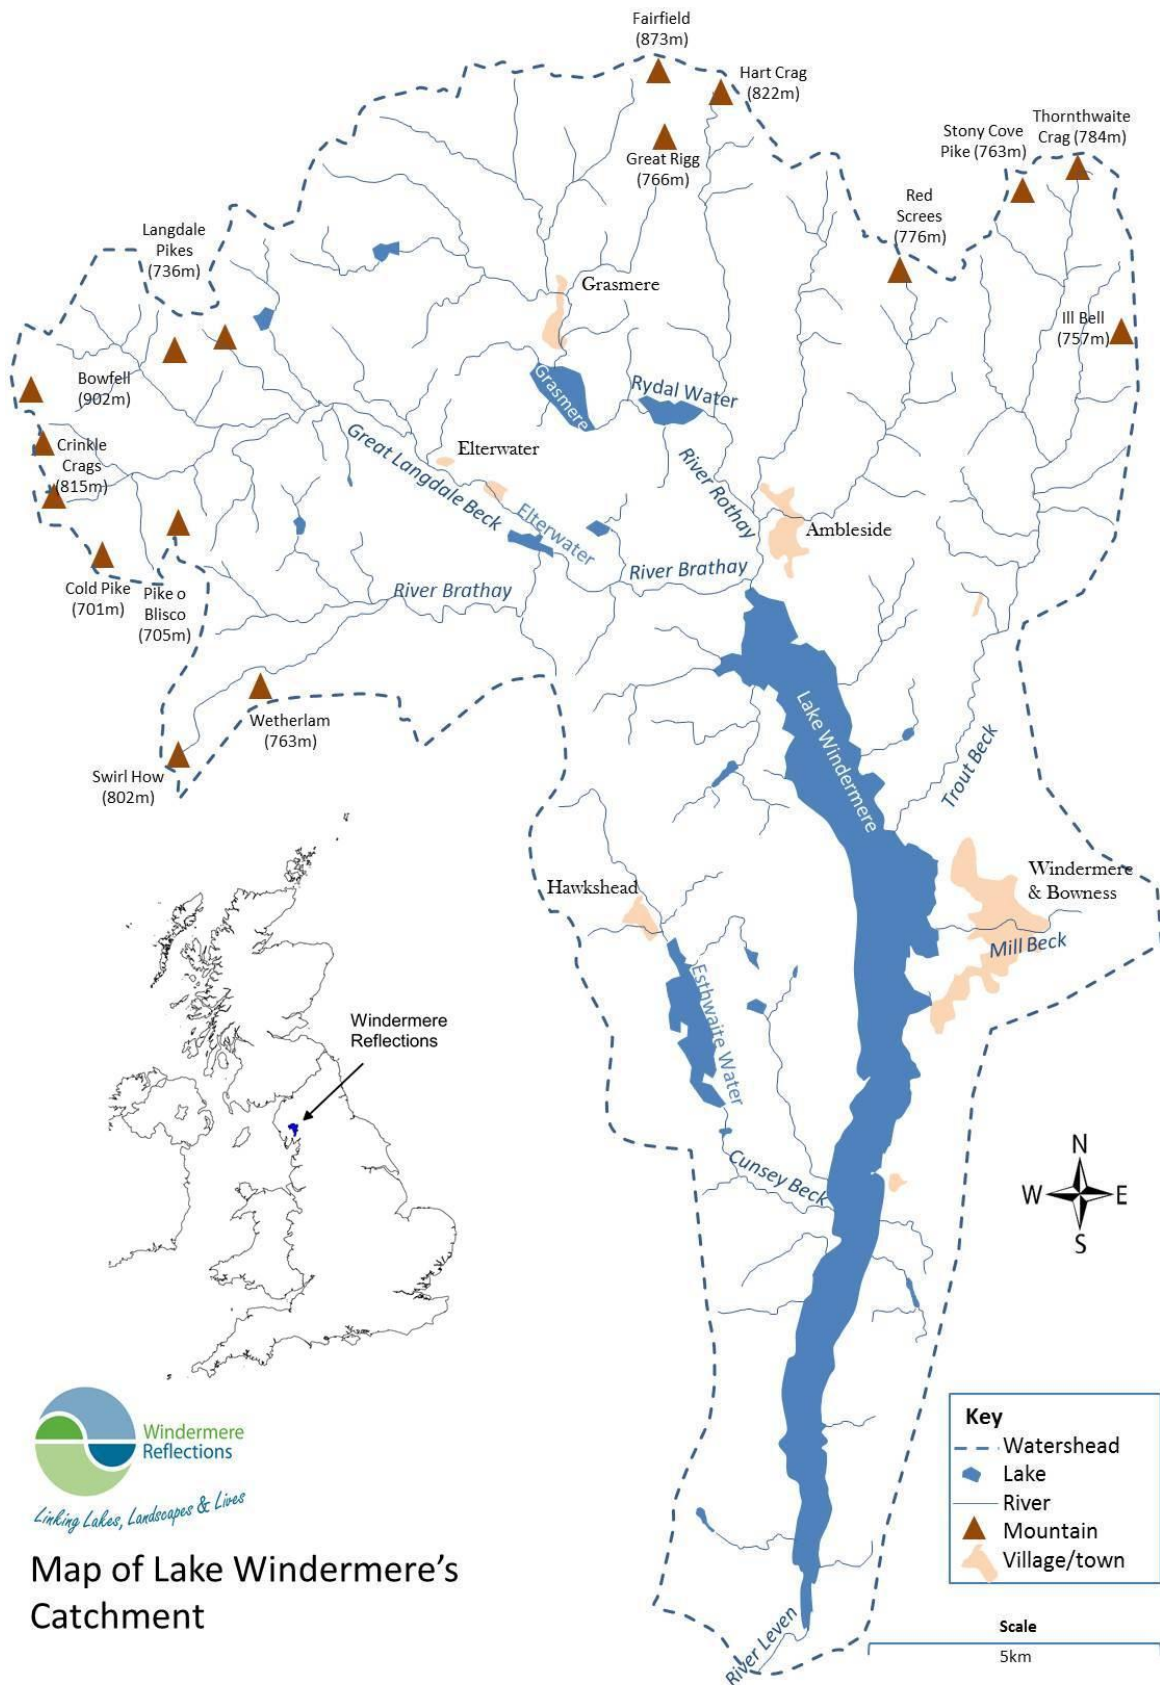 Fairfield
(873m)
Hart Crag
(822m)
Great Rigg
(766m)
Stony Cove
Pike (763m)
Thornthwaite
Crag (784m)
Red
Screes
(776m)
Ill Bell
(757m)
Langdale
Pikes
(736m)
Bowfell
(902m)
Crinkle
Crags
(815m)
Cold Pike
(701m)
Pike o
Blisco
(705m)
Wetherlam
(763m)
Swirl How
(802m)
Grasmere
Grasmere
Rydal Water
Elterwater
Great Langdale Beck
Elterwater
River Rothay
Ambleside
River Brathay
River Brathay
Lake Windermere
Trout Beck
Windermere
& Bowness
Mill Beck
Hawkshead
Esthwaite Water
Cunsey Beck
River Leven
Windermere
Reflections
N
W
E
S
Windermere
Reflections
Linking Lakes, Landscapes & Lives
Map of Lake Windermere's
Catchment
Key
Watershead
Lake
River
Mountain
Village/town
Scale
5km